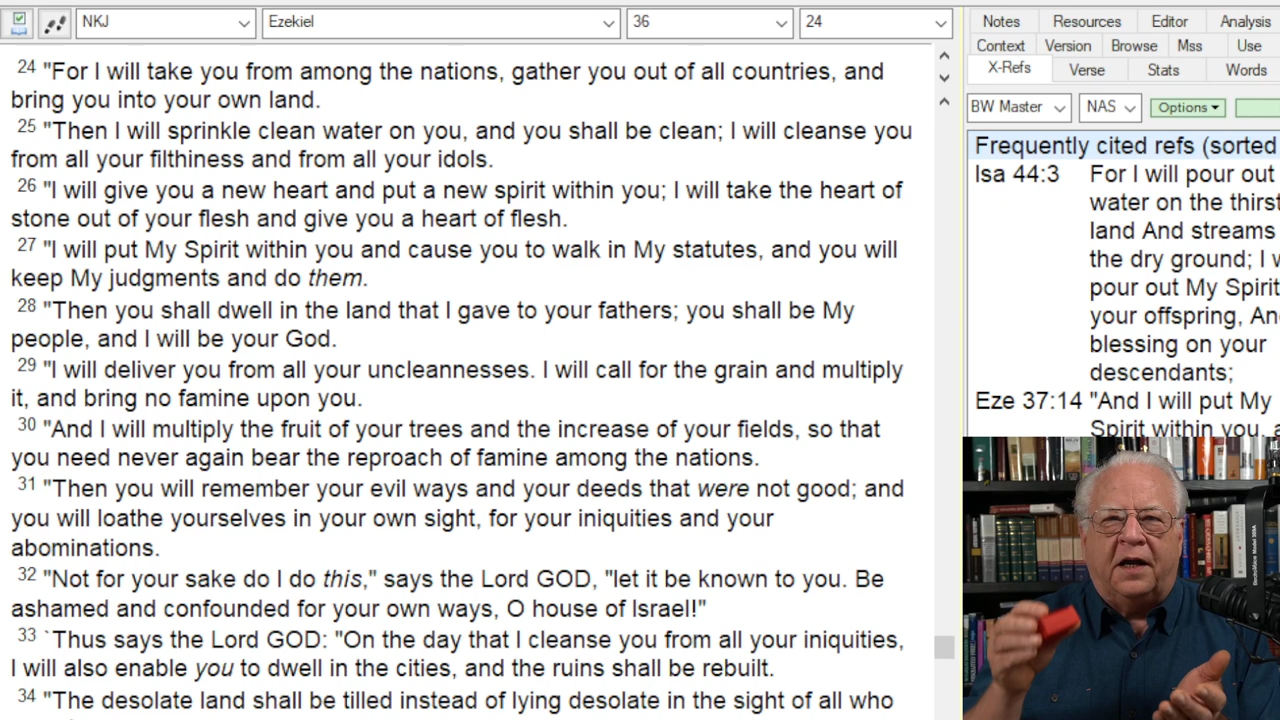 NKJ Ezekiel 36 24
24 "For I will take you from among the nations, gather you out of all countries, and
bring you into your own land.
25 "Then I will sprinkle clean water on you, and you shall be clean; I will cleanse you
from all your filthiness and from all your idols.
26 "I will give you a new heart and put a new spirit within you; I will take the heart of
stone out of your flesh and give you a heart of flesh.
27 "I will put My Spirit within you and cause you to walk in My statutes, and you will
keep My judgments and do them.
28 "Then you shall dwell in the land that I gave to your fathers; you shall be My
people, and I will be your God.
29 "I will deliver you from all your uncleannesses. I will call for the grain and multiply
it, and bring no famine upon you.
30 "And I will multiply the fruit of your trees and the increase of your fields, so that
you need never again bear the reproach of famine among the nations.
31 "Then you will remember your evil ways and your deeds that were not good; and
you will loathe yourselves in your own sight, for your iniquities and your
abominations.
32 "Not for your sake do I do this," says the Lord GOD, "let it be known to you. Be
ashamed and confounded for your own ways, O house of Israel!"
33 `Thus says the Lord GOD: "On the day that I cleanse you from all your iniquities,
I will also enable you to dwell in the cities, and the ruins shall be rebuilt.
34 "The desolate land shall be tilled instead of lying desolate in the sight of all who
Notes Resources Editor Analysis
Context Version Browse Mss Use
X-Refs Verse Stats Words
BW Master NAS Options
Frequently cited refs (sorted
Isa 44:3 For I will pour out
water on the thirst
land And streams
the dry ground; I w
pour out My Spirit
your offspring, And
blessing on your
descendants;
Eze 37:14 "And I will put My
Spirit within you, a